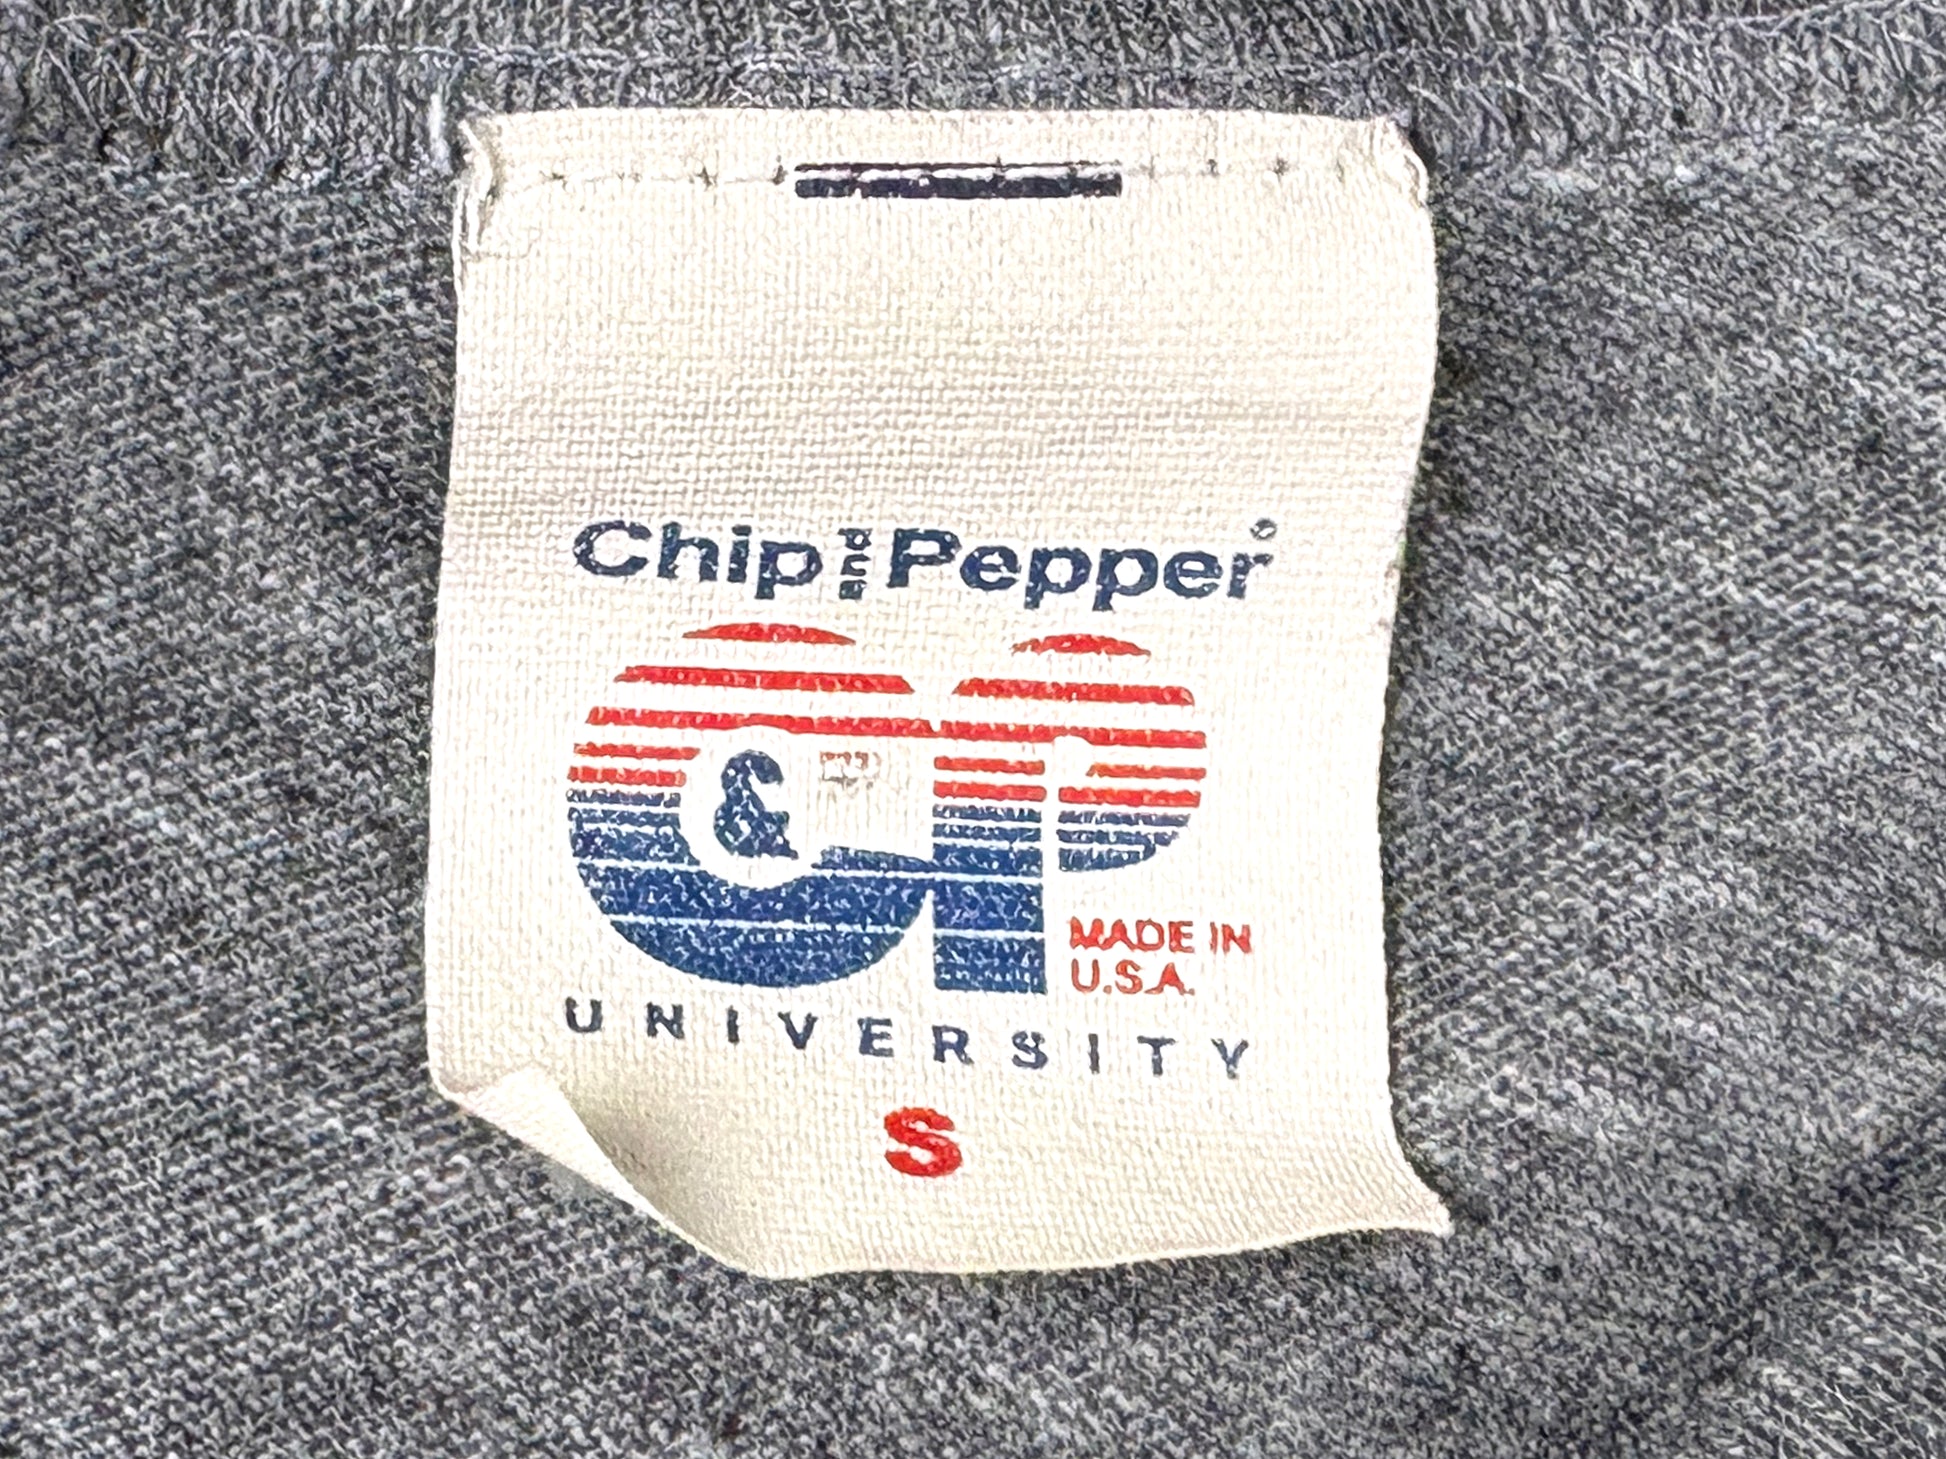 Chip and Pepper®
C&P
MADE IN
U.S.A.
UNIVERSITY
S